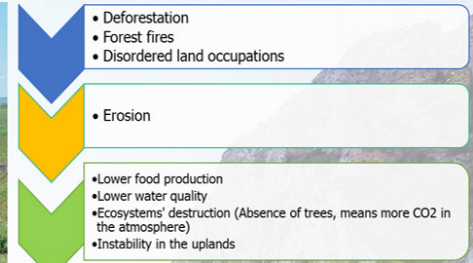 • Deforestation
• Forest fires
• Disordered land occupations
• Erosion
•Lower food production
•Lower water quality
•Ecosystems' destruction (Absence of trees, means more CO2 in
the atmosphere)
•Instability in the uplands